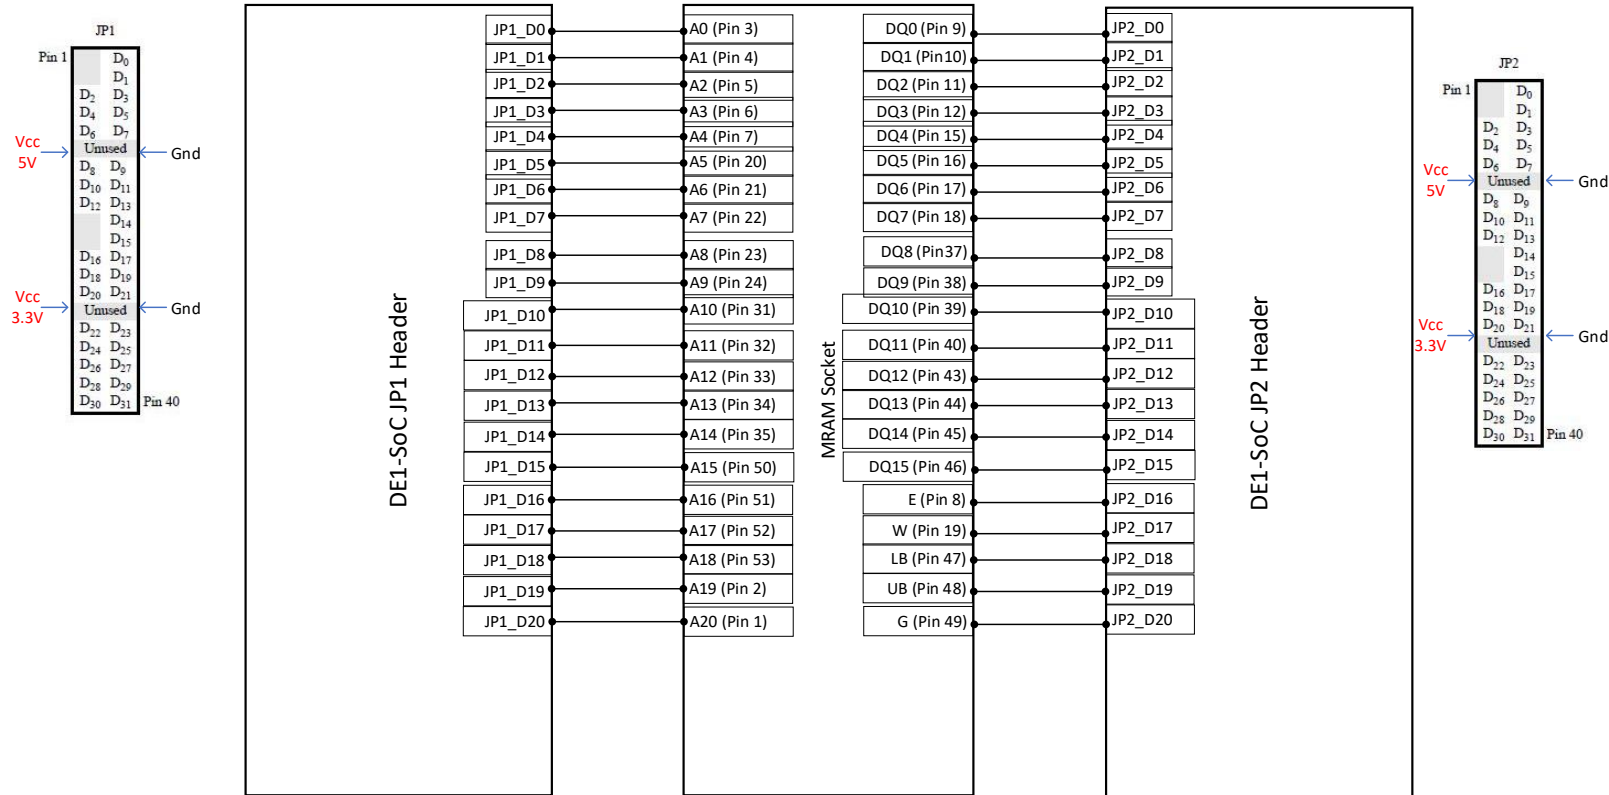 JP1
Pin 1
D0
D1
D2 D3
D4 D5
D6 D7
Unused
Vcc
5V
Gnd
D8 D9
D10 D11
D12 D13
D14
D15
D16 D17
D18 D19
D20 D21
Unused
Vcc
3.3V
Gnd
D22 D23
D24 D25
D26 D27
D28 D29
D30 D31
Pin 40
DE1-SoC JP1 Header
JP1_D0
JP1_D1
JP1_D2
JP1_D3
JP1_D4
JP1_D5
JP1_D6
JP1_D7
JP1_D8
JP1_D9
JP1_D10
JP1_D11
JP1_D12
JP1_D13
JP1_D14
JP1_D15
JP1_D16
JP1_D17
JP1_D18
JP1_D19
JP1_D20
A0 (Pin 3)
A1 (Pin 4)
A2 (Pin 5)
A3 (Pin 6)
A4 (Pin 7)
A5 (Pin 20)
A6 (Pin 21)
A7 (Pin 22)
A8 (Pin 23)
A9 (Pin 24)
A10 (Pin 31)
A11 (Pin 32)
A12 (Pin 33)
A13 (Pin 34)
A14 (Pin 35)
A15 (Pin 50)
A16 (Pin 51)
A17 (Pin 52)
A18 (Pin 53)
A19 (Pin 2)
A20 (Pin 1)
MRAM Socket
DQ0 (Pin 9)
DQ1 (Pin10)
DQ2 (Pin 11)
DQ3 (Pin 12)
DQ4 (Pin 15)
DQ5 (Pin 16)
DQ6 (Pin 17)
DQ7 (Pin 18)
DQ8 (Pin37)
DQ9 (Pin 38)
DQ10 (Pin 39)
DQ11 (Pin 40)
DQ12 (Pin 43)
DQ13 (Pin 44)
DQ14 (Pin 45)
DQ15 (Pin 46)
E (Pin 8)
W (Pin 19)
LB (Pin 47)
UB (Pin 48)
G (Pin 49)
JP2_D0
JP2_D1
JP2_D2
JP2_D3
JP2_D4
JP2_D5
JP2_D6
JP2_D7
JP2_D8
JP2_D9
JP2_D10
JP2_D11
JP2_D12
JP2_D13
JP2_D14
JP2_D15
JP2_D16
JP2_D17
JP2_D18
JP2_D19
JP2_D20
DE1-SoC JP2 Header
JP2
Pin 1
D0
D1
D2 D3
D4 D5
D6 D7
Unused
Vcc
5V
Gnd
D8 D9
D10 D11
D12 D13
D14
D15
D16 D17
D18 D19
D20 D21
Unused
Vcc
3.3V
Gnd
D22 D23
D24 D25
D26 D27
D28 D29
D30 D31
Pin 40